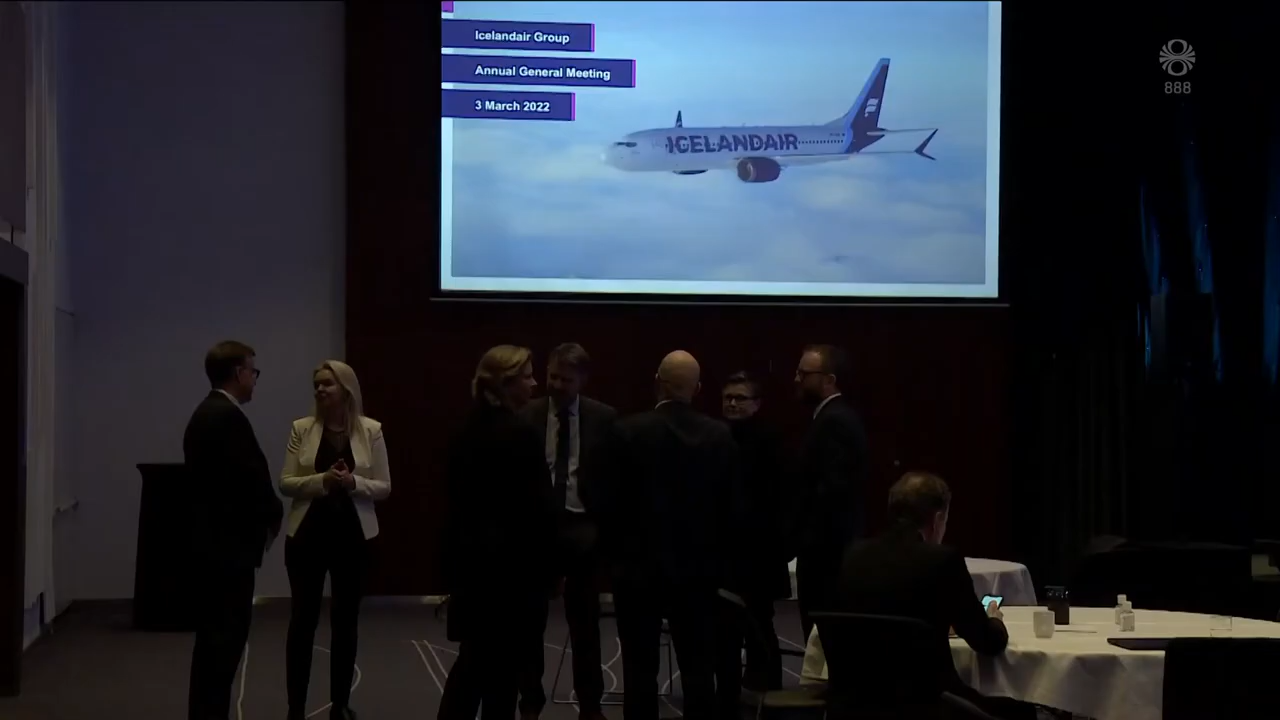 Icelandair Group
Annual General Meeting
3 March 2022
ICELANDAIR
888